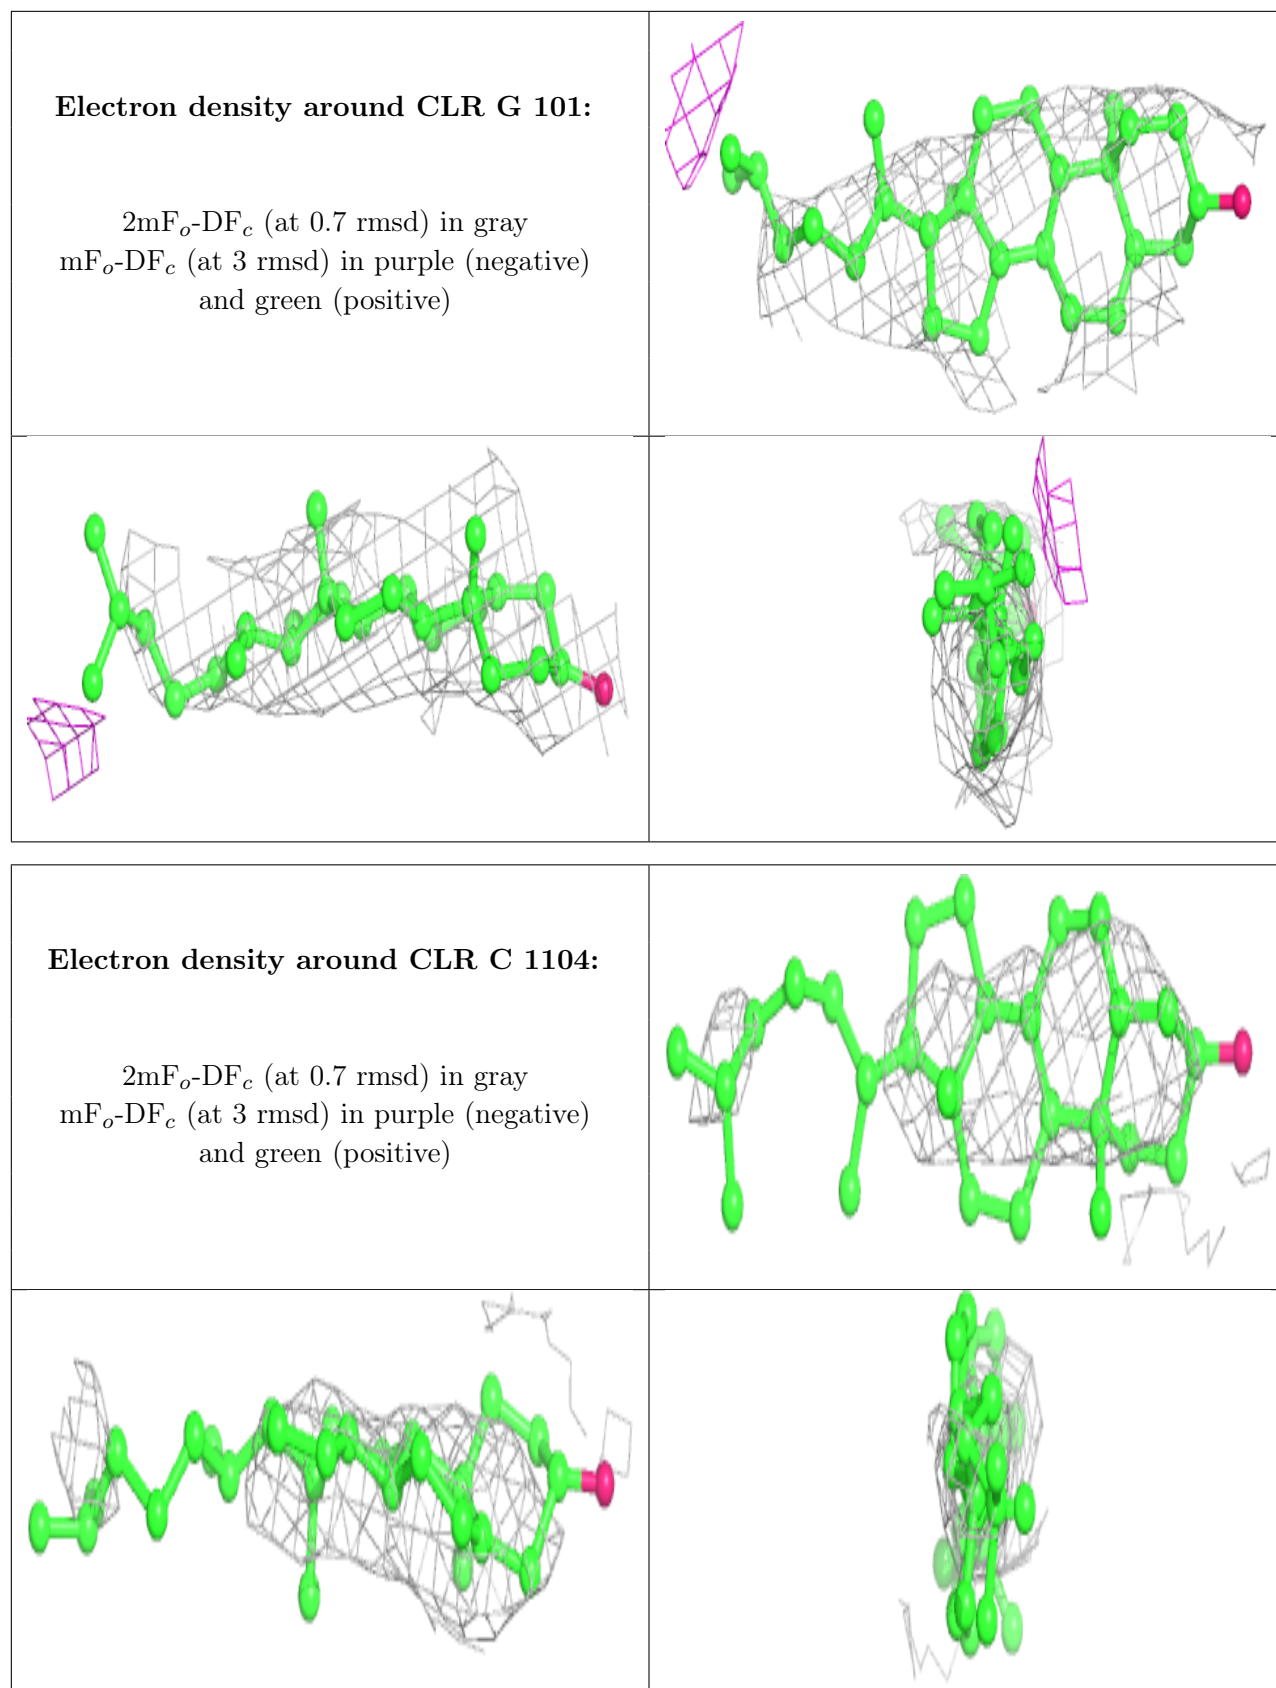 Electron density around CLR G 101:
2mFo-DFc (at 0.7 rmsd) in gray
mFo-DFc (at 3 rmsd) in purple (negative)
and green (positive)
Electron density around CLR C 1104:
2mFo-DFc (at 0.7 rmsd) in gray
mFo-DFc (at 3 rmsd) in purple (negative)
and green (positive)